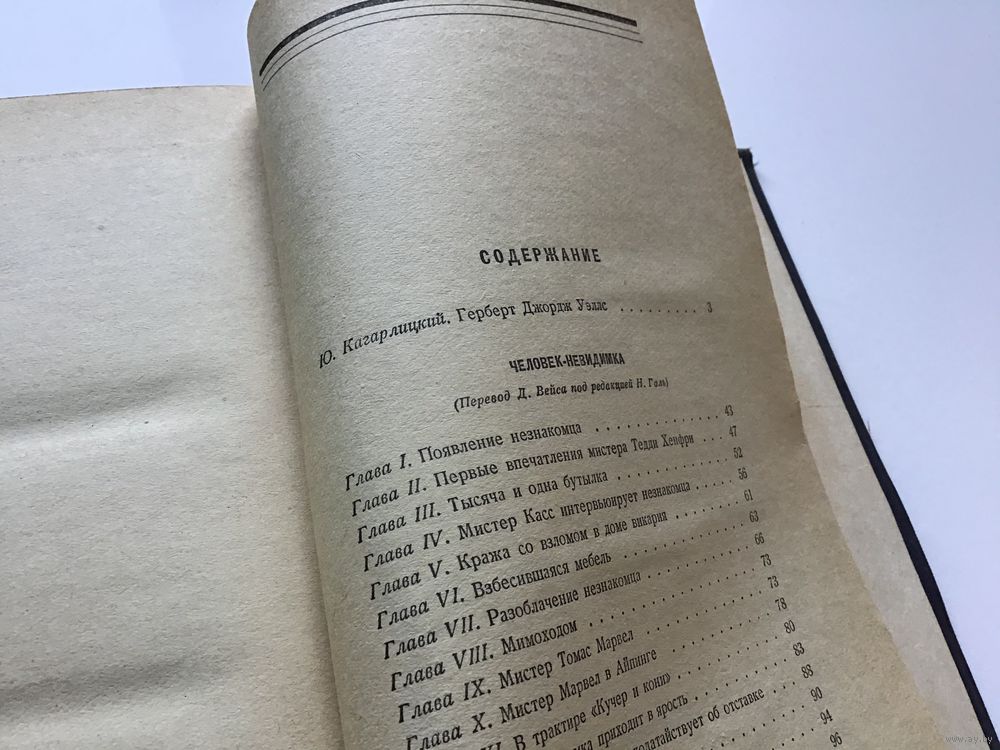 СОДЕРЖАНИЕ
Ю. Кагарлицкий. Герберт Джордж Уэллс . . . . . . . . . 3
ЧЕЛОВЕК-НЕВИДИМКА
(Перевод Д. Вейса под редакцией Н. Галь)
Глава I. Появление незнакомца . . . . . . . . . . 43
Глава II. Первые впечатления мистера Тедди Хенфри . . . 47
Глава III. Тысяча и одна бутылка . . . . . . . . . . 52
Глава IV. Мистер Касс интервьюирует незнакомца . . . . . 56
Глава V. Кража со взломом в доме викария . . . . . . . 61
Глава VI. Взбесившаяся мебель . . . . . . . . . . 63
Глава VII. Разоблачение незнакомца . . . . . . . . . 66
Глава VIII. Мимоходом . . . . . . . . . . . . . 73
Глава IX. Мистер Томас Марвел . . . . . . . . . . 73
Глава X. Мистер Марвел в Айпинге . . . . . . . . . 78
В трактире «Кучер и кони» . . . . . . . . . 80
приходит в ярость . . . . . . . . . 83
ходатайствует об отставке . . . . 88
90
94
96
www.ay.by